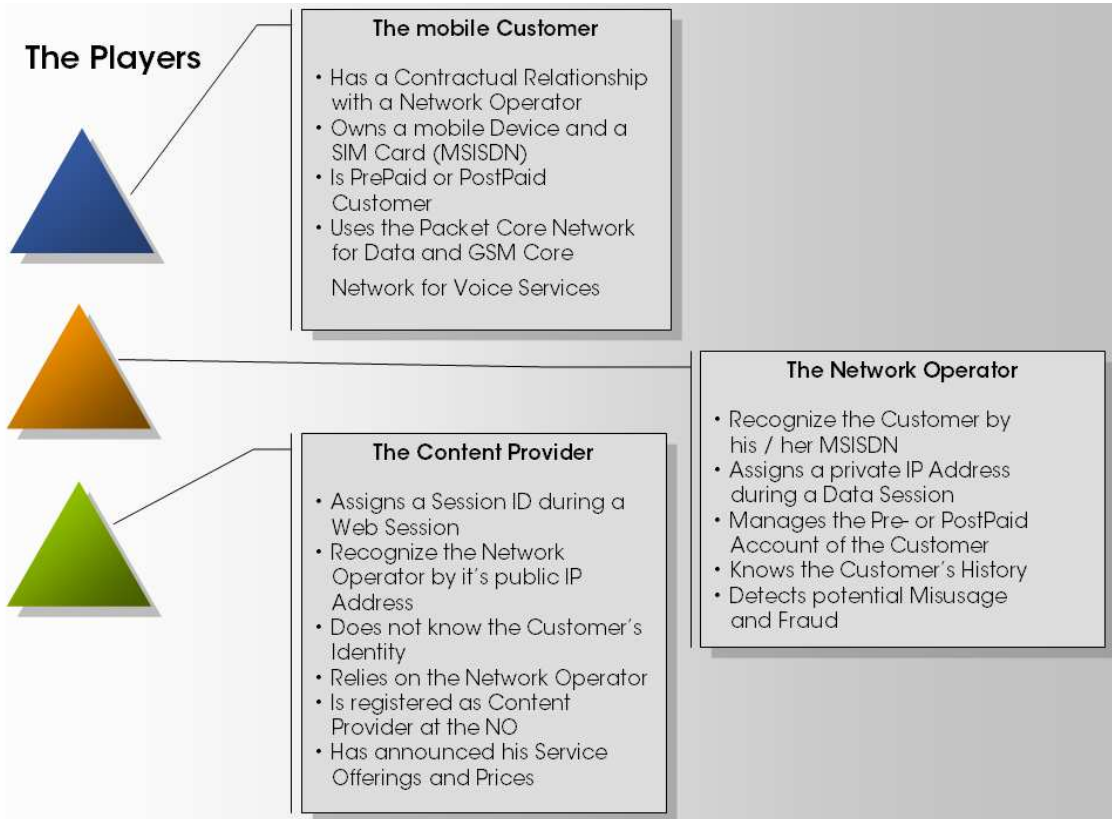 The Players
The mobile Customer
• Has a Contractual Relationship
with a Network Operator
• Owns a mobile Device and a
SIM Card (MSISDN)
• Is PrePaid or PostPaid
Customer
• Uses the Packet Core Network
for Data and GSM Core
Network for Voice Services
The Network Operator
• Recognize the Customer by
his / her MSISDN
• Assigns a private IP Address
during a Data Session
• Manages the Pre- or PostPaid
Account of the Customer
• Knows the Customer's History
• Detects potential Misusage
and Fraud
The Content Provider
• Assigns a Session ID during a
Web Session
• Recognize the Network
Operator by it's public IP
Address
• Does not know the Customer's
Identity
• Relies on the Network Operator
• Is registered as Content
Provider at the NO
• Has announced his Service
Offerings and Prices